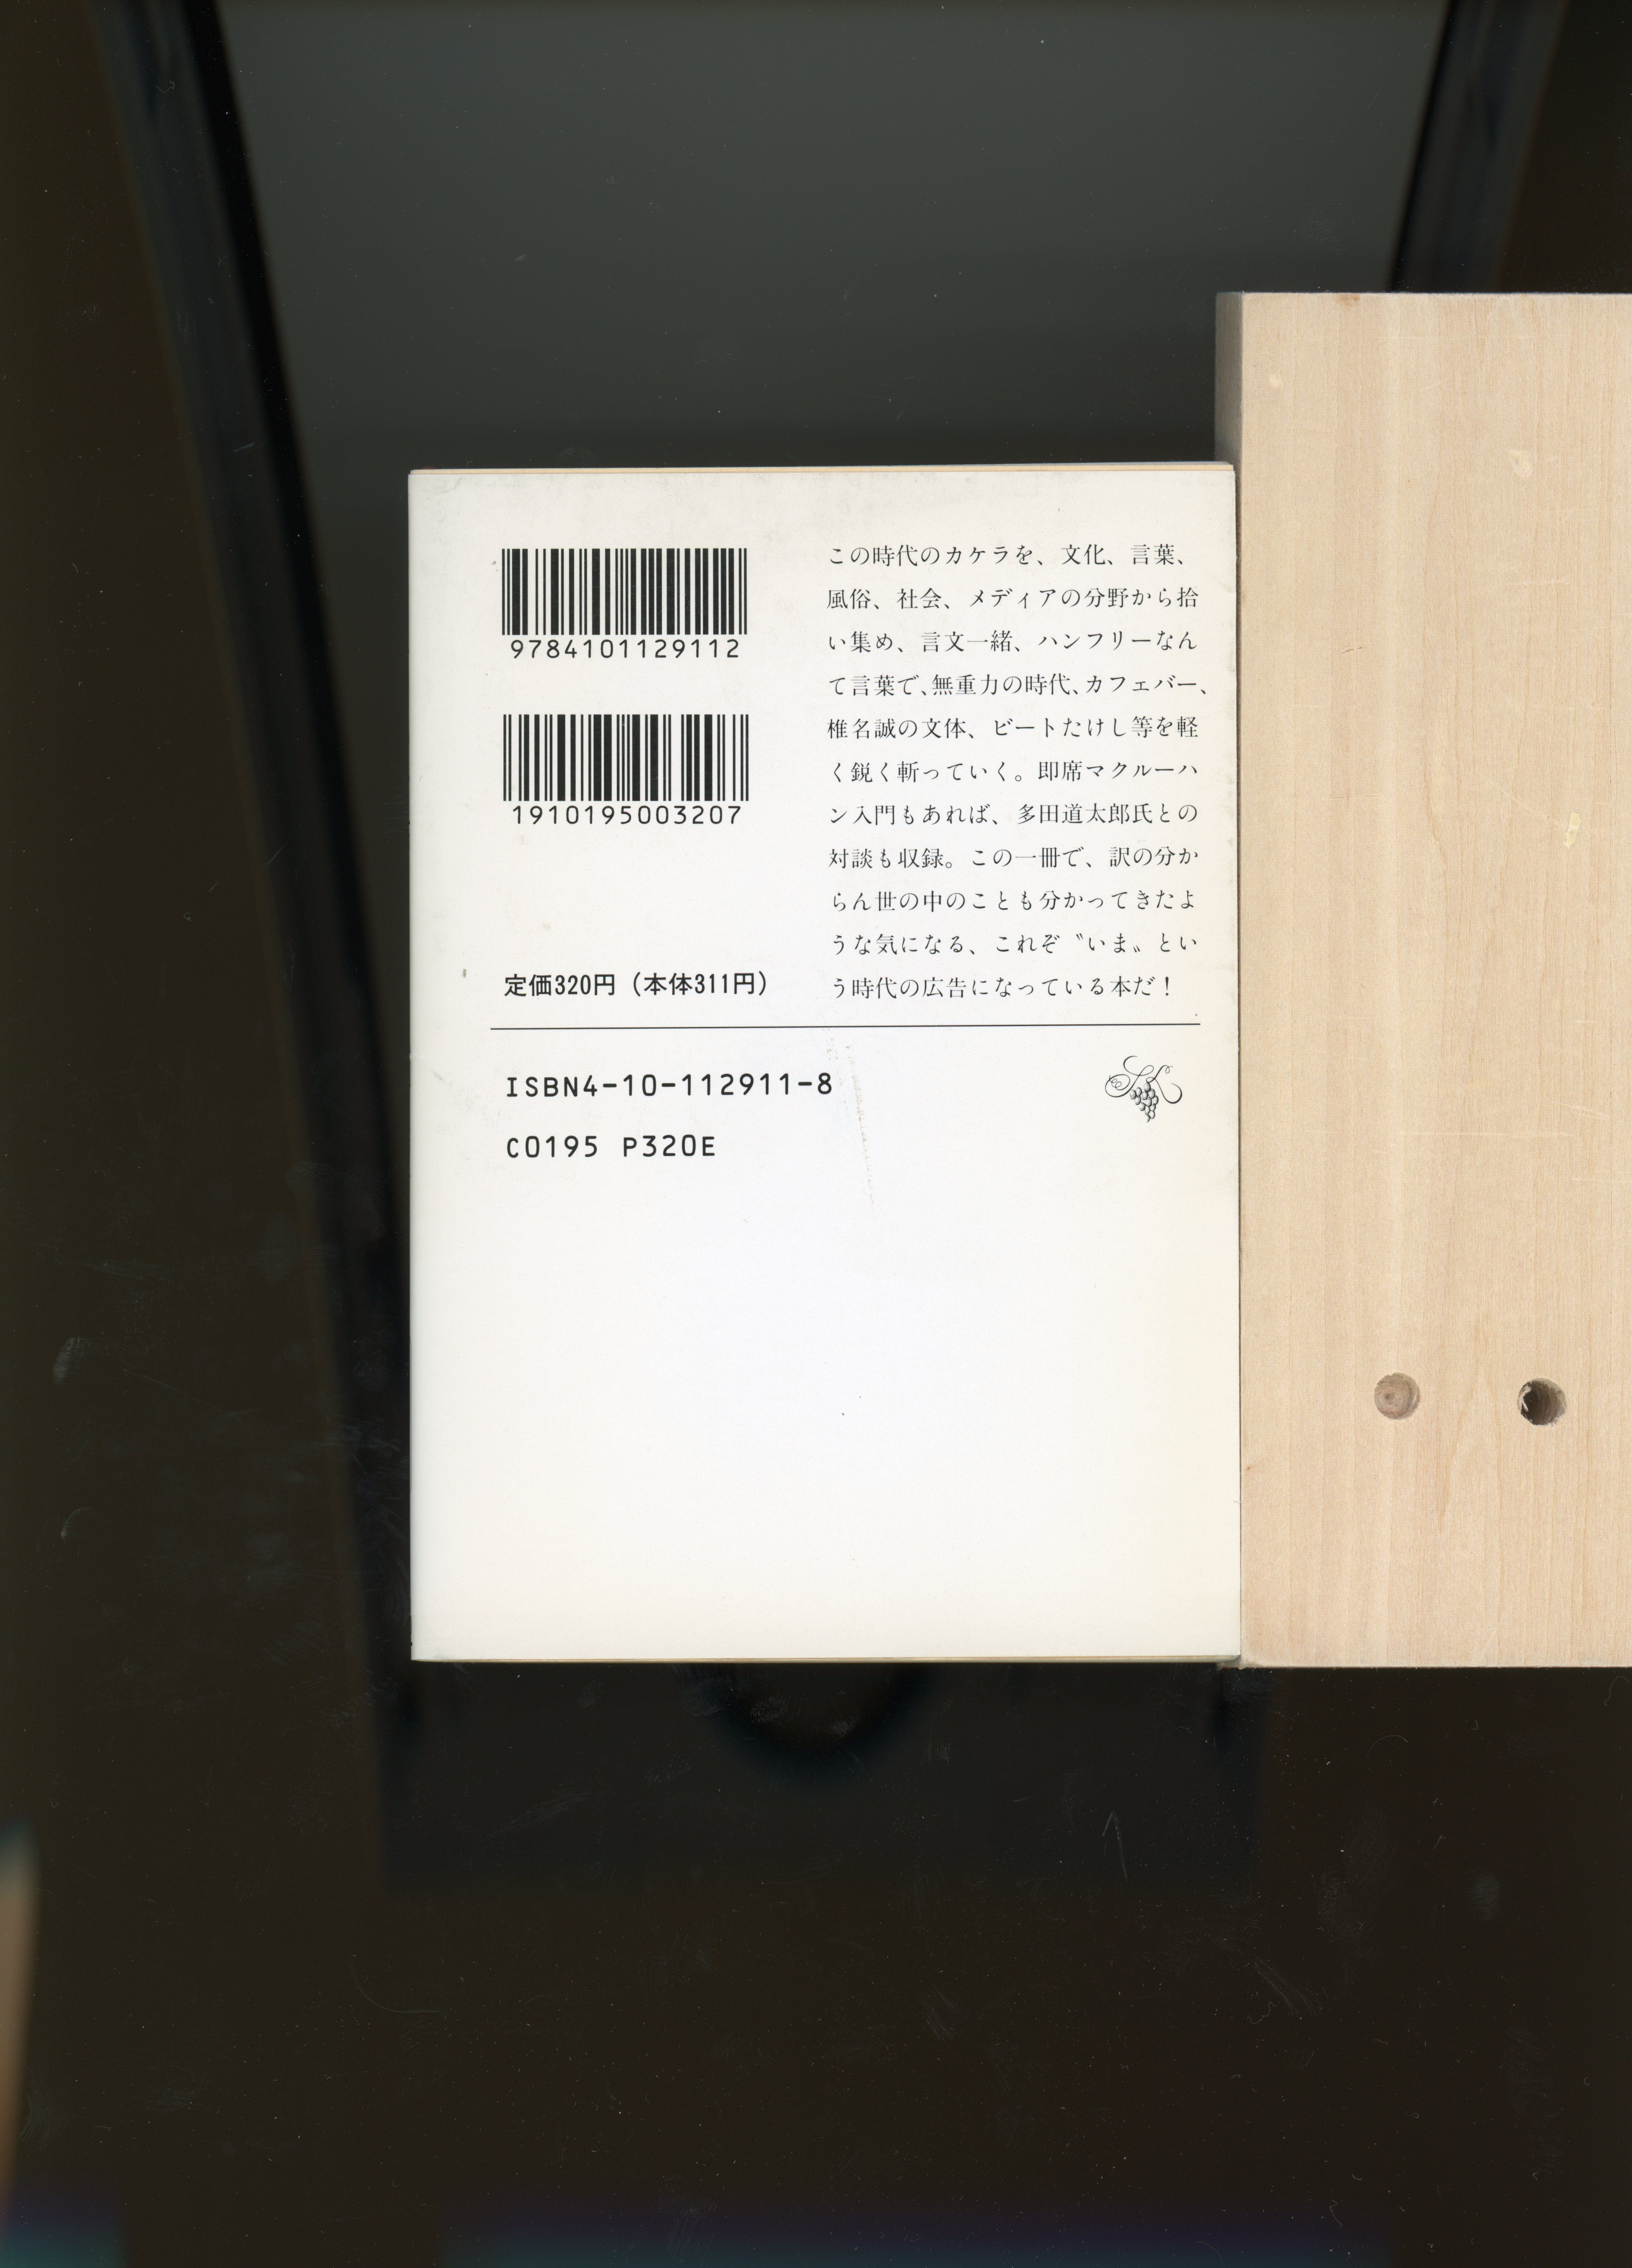 9784101129112
1910195003207
定価320円（本体311円）
この時代のカケラを、文化、言葉、
風俗、社会、メディアの分野から拾
い集め、言文一緒、ハンフリーなん
て言葉で、無重力の時代、カフェバー、
椎名誠の文体、ビートたけし等を軽
く鋭く斬っていく。即席マクルーハ
ン入門もあれば、多田道太郎氏との
対談も収録。この一冊で、訳の分か
らん世の中のことも分かってきたよ
うな気になる、これぞ〝いま〟とい
う時代の広告になっている本だ！
ISBN4-10-112911-8
C0195 P320E
SK